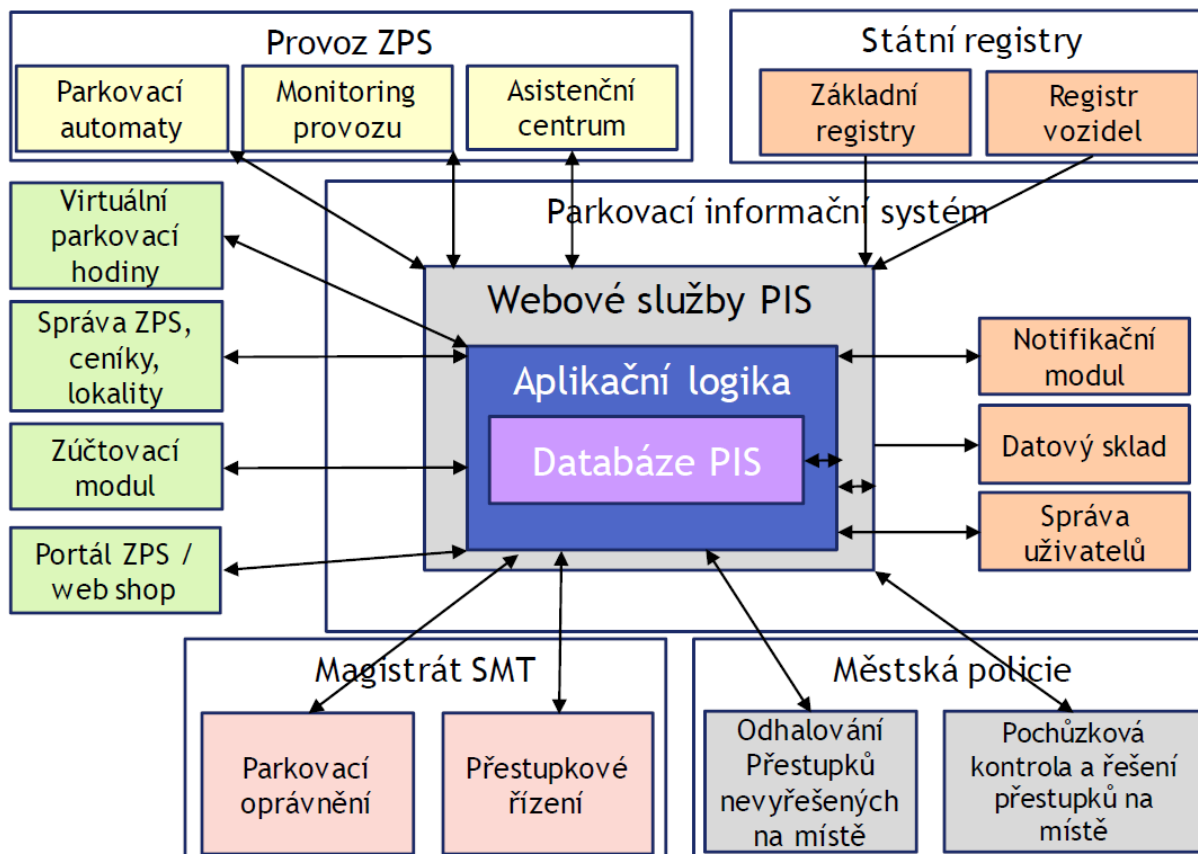 Provoz ZPS
Parkovací
automaty
Monitoring
provozu
Asistenční
centrum
Státní registry
Základní
registry
Registr
vozidel
Virtuální
parkovací
hodiny
Správa ZPS,
ceníky,
lokality
Zúčtovací
modul
Portál ZPS /
web shop
Parkovací informační systém
Webové služby PIS
Aplikační logika
Databáze PIS
Notifikační
modul
Datový sklad
Správa
uživatelů
Magistrát SMT
Parkovací
oprávnění
Přestupkové
řízení
Městská policie
Odhalování
Přestupků
nevyřešených
na místě
Pochůzková
kontrola a řešení
přestupků na
místě